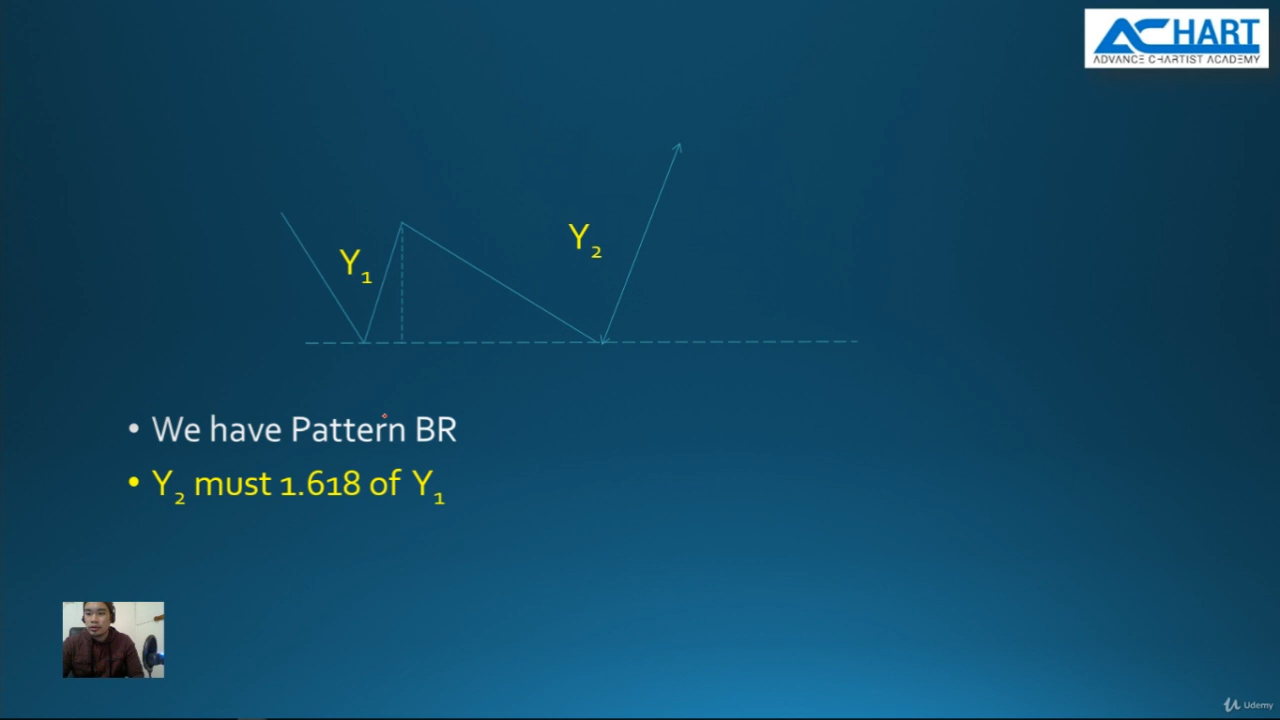 ACHART
ADVANCE CHARTIST ACADEMY
Y1
Y2
• We have Pattern BR
• Y2 must 1.618 of Y1
Udemy